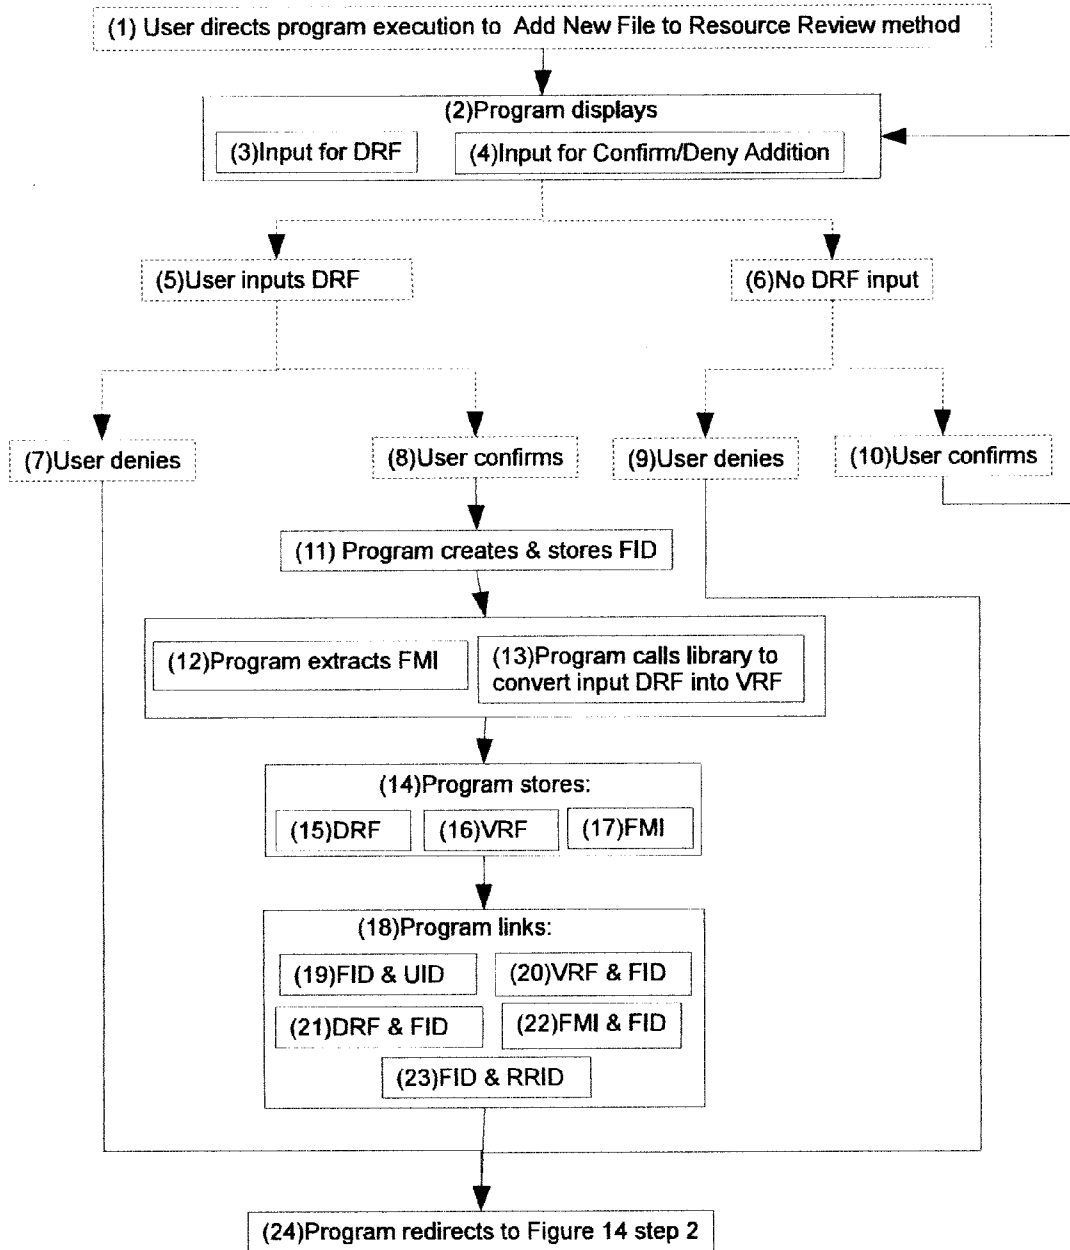 (1) User directs program execution to Add New File to Resource Review method
(2)Program displays
(3)Input for DRF
(4)Input for Confirm/Deny Addition
(5)User inputs DRF
(6)No DRF input
(7)User denies
(8)User confirms
(9)User denies
(10)User confirms
(11) Program creates & stores FID
(12)Program extracts FMI
(13)Program calls library to
convert input DRF into VRF
(14)Program stores:
(15)DRF
(16)VRF
(17)FMI
(18)Program links:
(19)FID & UID
(20)VRF & FID
(21)DRF & FID
(22)FMI & FID
(23)FID & RRID
(24)Program redirects to Figure 14 step 2